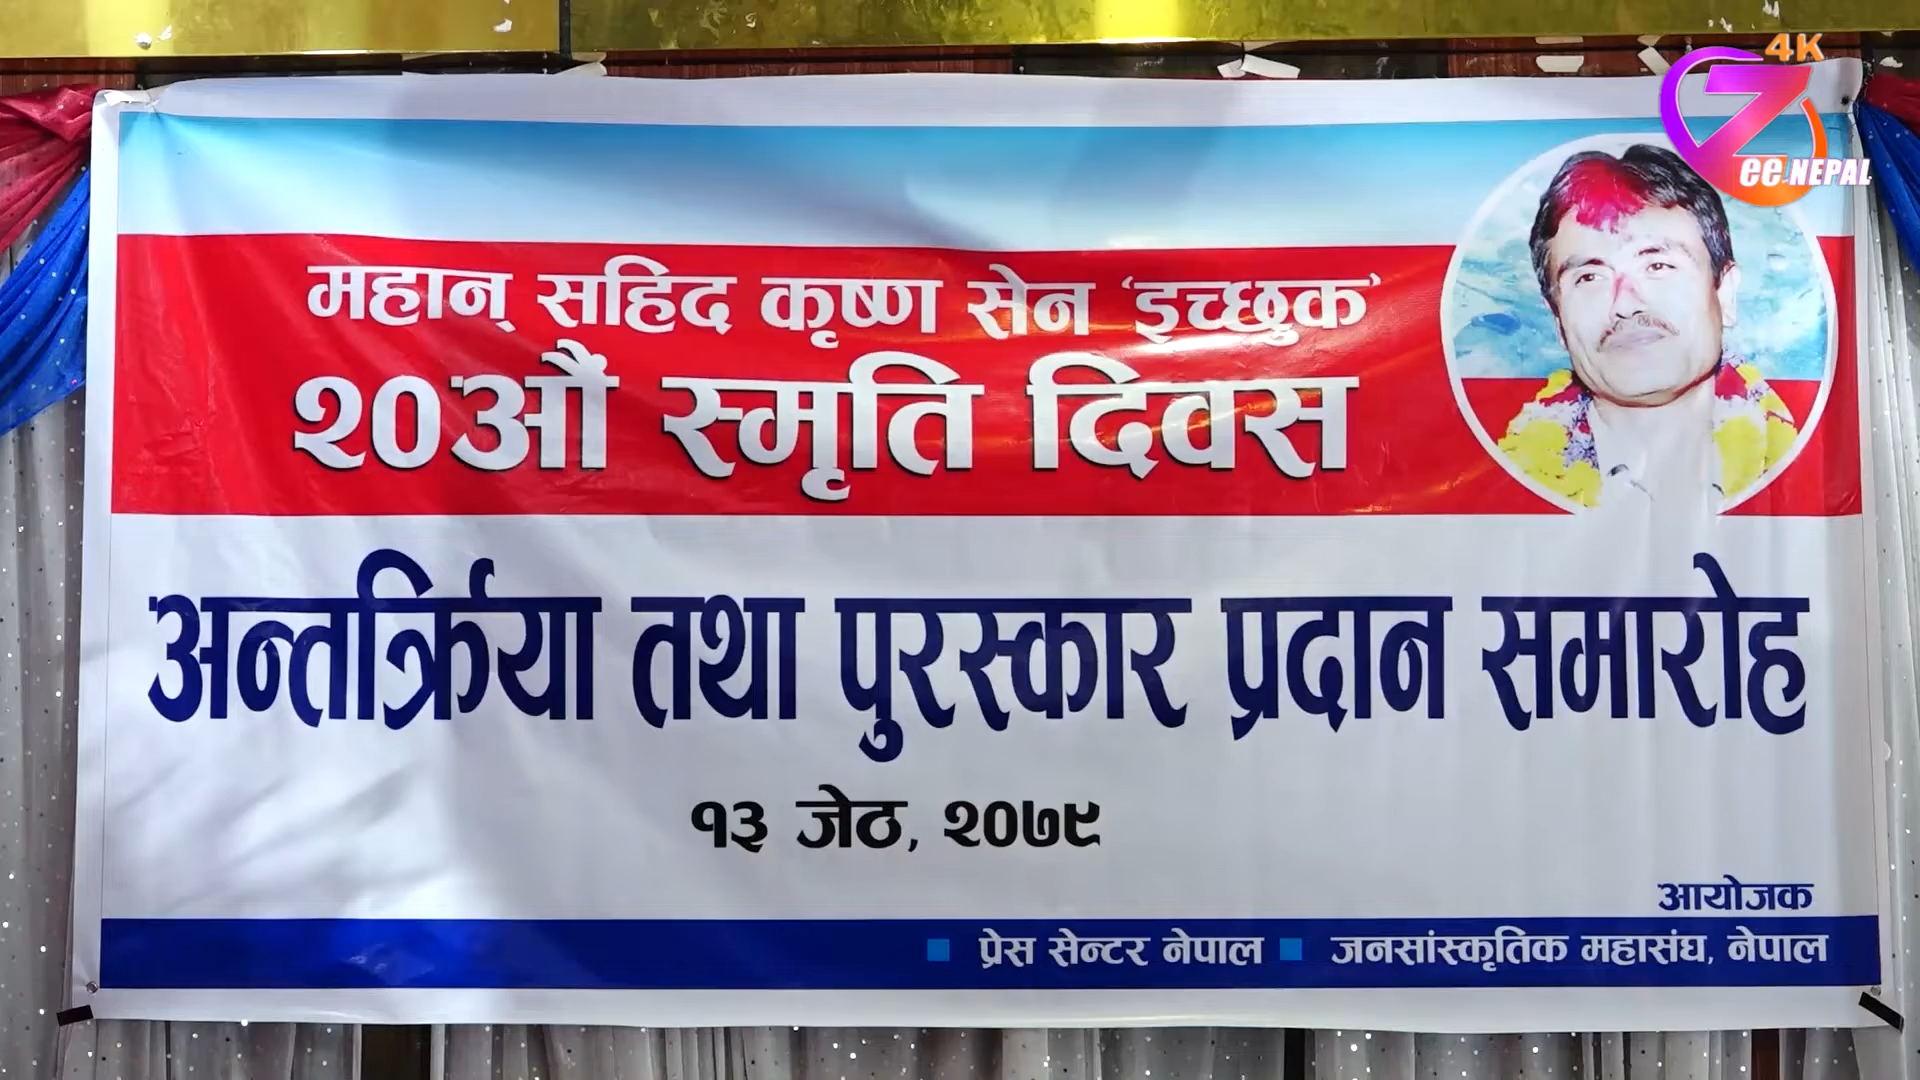 4K
Zee NEPAL
महान् सहिद कृष्ण सेन 'इच्छुक'
२०औं स्मृति दिवस
अन्तर्क्रिया तथा पुरस्कार प्रदान समारोह
१३ जेठ, २०७९
आयोजक
प्रेस सेन्टर नेपाल जनसांस्कृतिक महासंघ, नेपाल